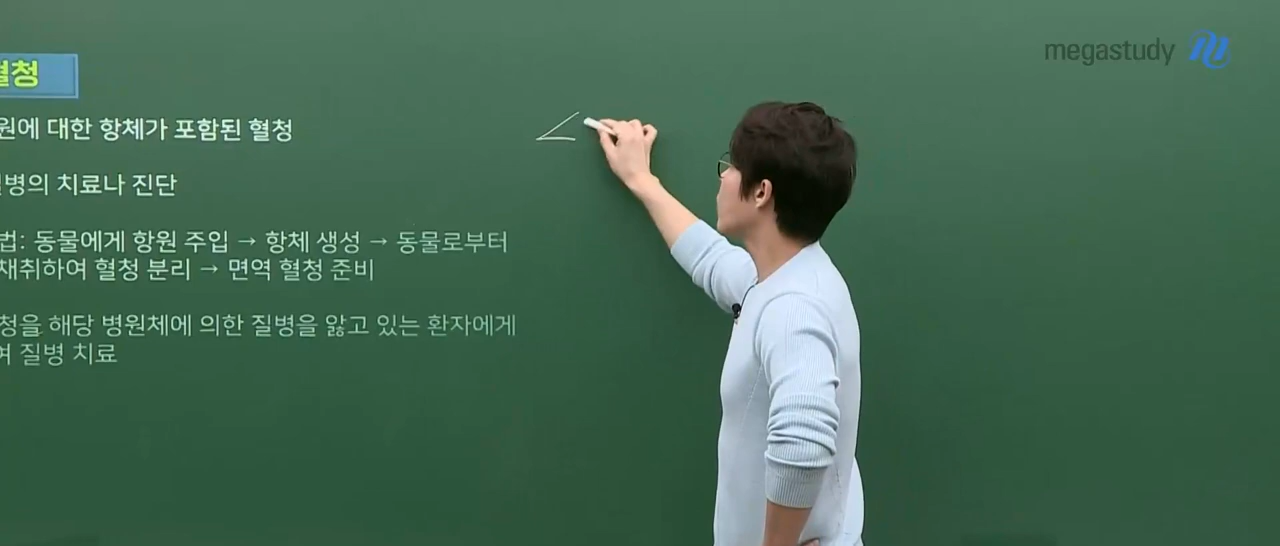 megastudy
혈청
원에 대한 항체가 포함된 혈청
질병의 치료나 진단
법: 동물에게 항원 주입 → 항체 생성 → 동물로부터
채취하여 혈청 분리 → 면역 혈청 준비
청을 해당 병원체에 의한 질병을 앓고 있는 환자에게
여 질병 치료